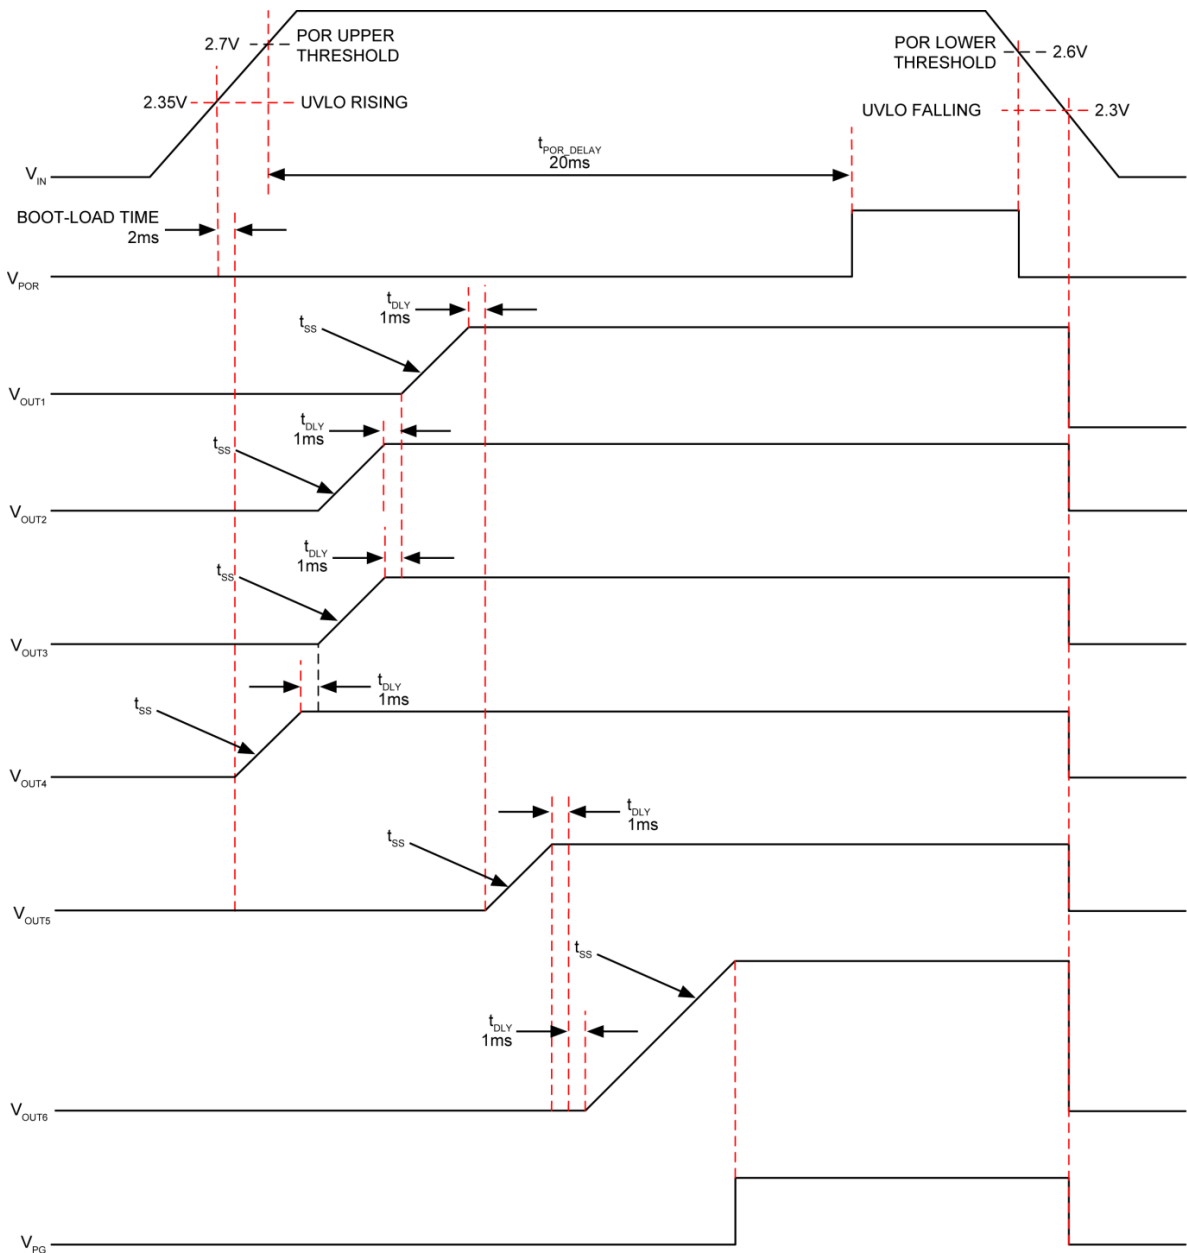 2.7V
POR UPPER
THRESHOLD
POR LOWER
THRESHOLD
2.6V
2.35V
UVLO RISING
UVLO FALLING
2.3V
tPOR_DELAY
20ms
VIN
BOOT-LOAD TIME
2ms
VPOR
tDLY
1ms
tSS
VOUT1
tDLY
1ms
tSS
VOUT2
tDLY
1ms
tSS
VOUT3
tDLY
1ms
tSS
VOUT4
tDLY
1ms
tSS
VOUT5
tSS
tDLY
1ms
VOUT6
VPG